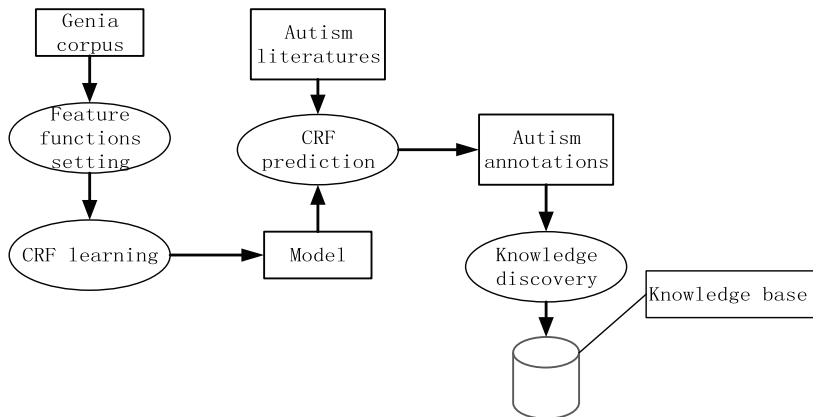 Genia
corpus
Autism
literatures
Feature
functions
setting
CRF
prediction
Autism
annotations
CRF learning
Model
Knowledge
discovery
Knowledge base